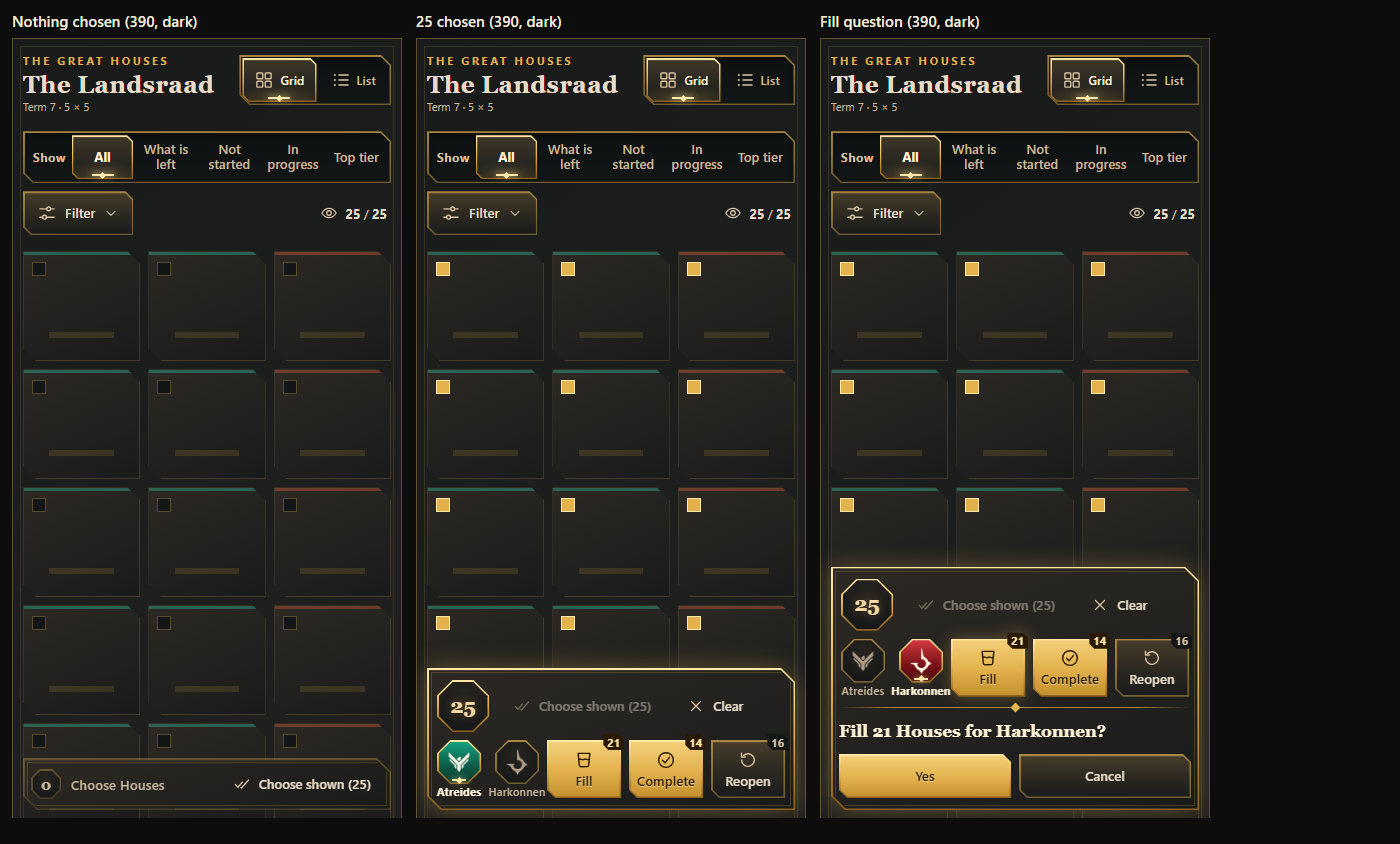 Nothing chosen (390, dark)
THE GREAT HOUSES
The Landsraad
Term 7 · 5 × 5
Grid
List
Show
All
What is left
Not started
In progress
Top tier
Filter
25 / 25
0
Choose Houses
Choose shown (25)
25 chosen (390, dark)
THE GREAT HOUSES
The Landsraad
Term 7 · 5 × 5
Grid
List
Show
All
What is left
Not started
In progress
Top tier
Filter
25 / 25
25
Choose shown (25)
Clear
Atreides
Harkonnen
21
Fill
14
Complete
16
Reopen
Fill question (390, dark)
THE GREAT HOUSES
The Landsraad
Term 7 · 5 × 5
Grid
List
Show
All
What is left
Not started
In progress
Top tier
Filter
25 / 25
25
Choose shown (25)
Clear
Atreides
Harkonnen
21
Fill
14
Complete
16
Reopen
Fill 21 Houses for Harkonnen?
Yes
Cancel